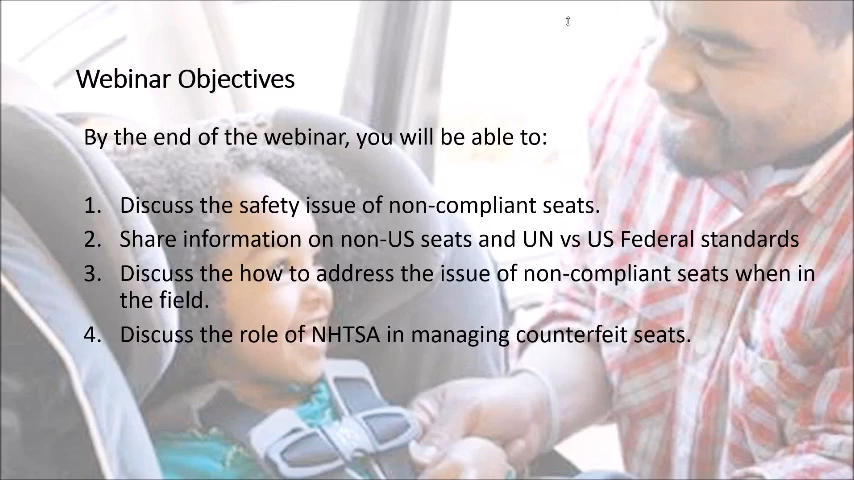 Webinar Objectives
By the end of the webinar, you will be able to:
1. Discuss the safety issue of non-compliant seats.
2. Share information on non-US seats and UN vs US Federal standards
3. Discuss the how to address the issue of non-compliant seats when in
the field.
4. Discuss the role of NHTSA in managing counterfeit seats.